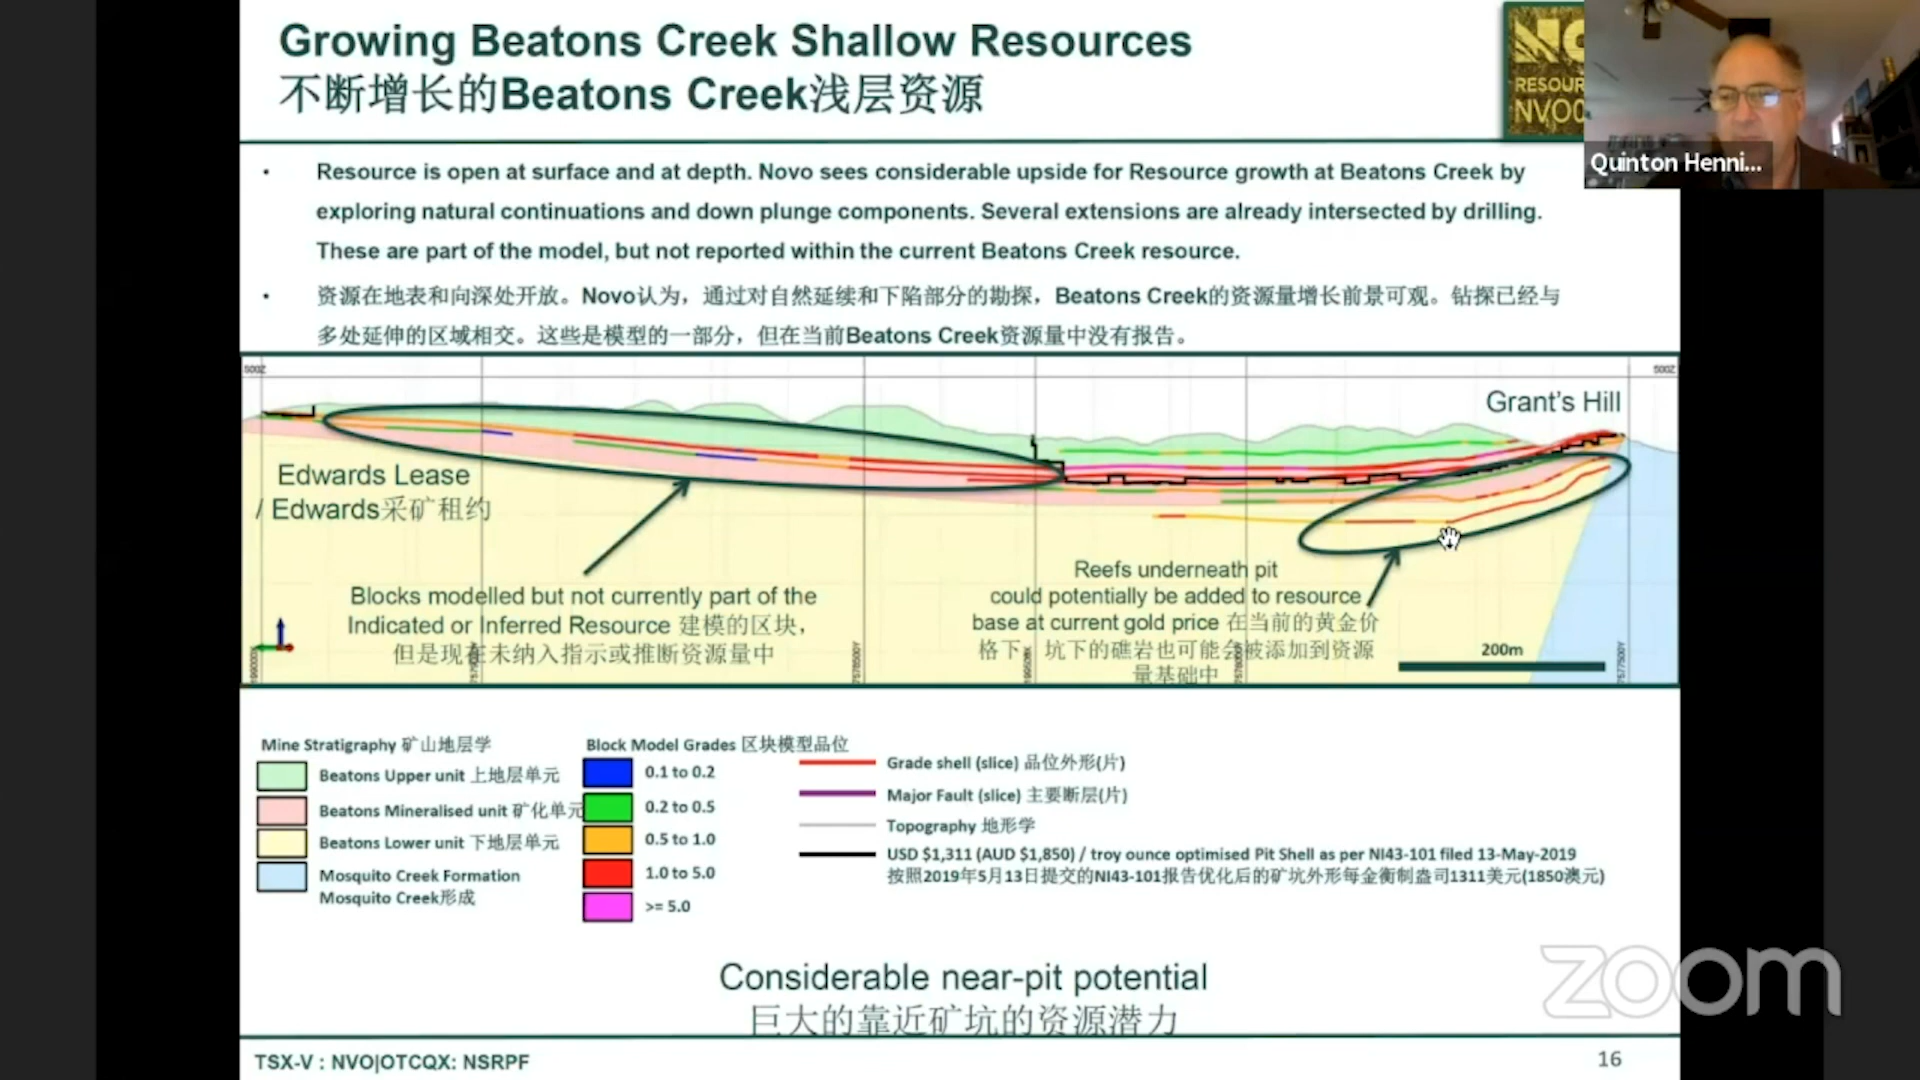 Growing Beatons Creek Shallow Resources
不断增长的Beatons Creek浅层资源
RESOUR
NVO
Quinton Henni...
• Resource is open at surface and at depth. Novo sees considerable upside for Resource growth at Beatons Creek by
exploring natural continuations and down plunge components. Several extensions are already intersected by drilling.
These are part of the model, but not reported within the current Beatons Creek resource.
• 资源在地表和向深处开放。Novo认为，通过对自然延续和下陷部分的勘探，Beatons Creek的资源量增长前景可观。钻探已经与
多处延伸的区域相交。这些是模型的一部分，但在当前Beatons Creek资源量中没有报告。
500Z
500Z
Grant's Hill
Edwards Lease
/ Edwards采矿租约
Blocks modelled but not currently part of the
Indicated or Inferred Resource 建模的区块，
但是现在未纳入指示或推断资源量中
Reefs underneath pit
could potentially be added to resource
base at current gold price 在当前的黄金价
格下，坑下的礁岩也可能会被添加到资源
量基础中
200m
Mine Stratigraphy 矿山地层学
Beatons Upper unit 上地层单元
Beatons Mineralised unit 矿化单元
Beatons Lower unit 下地层单元
Mosquito Creek Formation
Mosquito Creek形成
Block Model Grades 区块模型品位
0.1 to 0.2
0.2 to 0.5
0.5 to 1.0
1.0 to 5.0
>= 5.0
Grade shell (slice) 品位外形(片)
Major Fault (slice) 主要断层(片)
Topography 地形学
USD $1,311 (AUD $1,850) / troy ounce optimised Pit Shell as per NI43-101 filed 13-May-2019
按照2019年5月13日提交的NI43-101报告优化后的矿坑外形每金衡制盎司1311美元(1850澳元)
Considerable near-pit potential
巨大的靠近矿坑的资源潜力
zoom
TSX-V : NVO|OTCQX: NSRPF
16